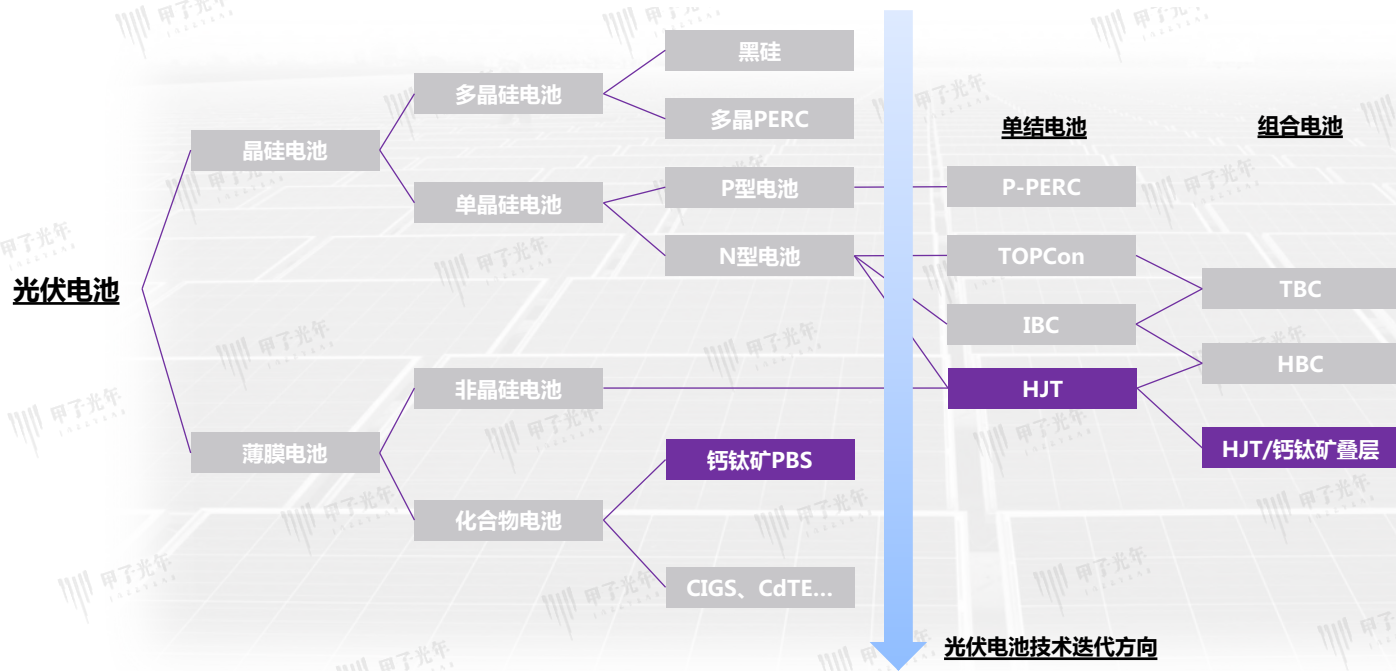 黑硅
多晶硅电池
多晶PERC
单结电池
组合电池
晶硅电池
P型电池
P-PERC
单晶硅电池
N型电池
TOPCon
光伏电池
TBC
IBC
HBC
非晶硅电池
HJT
薄膜电池
钙钛矿PBS
HJT/钙钛矿叠层
化合物电池
CIGS、CdTE...
光伏电池技术迭代方向
甲子光年